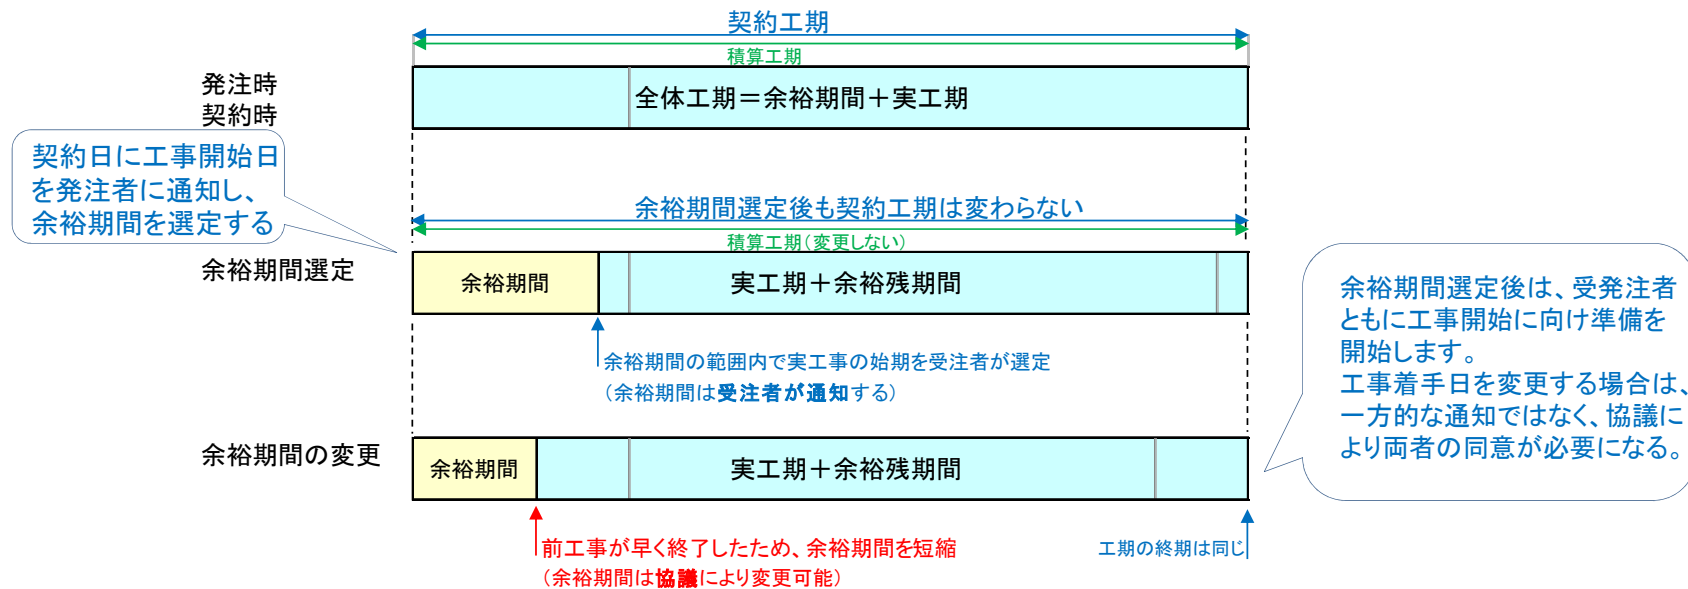 契約工期
積算工期
発注時
契約時
全体工期＝余裕期間＋実工期
契約日に工事開始日
を発注者に通知し、
余裕期間を選定する
余裕期間選定後も契約工期は変わらない
積算工期（変更しない）
余裕期間選定
余裕期間
実工期＋余裕残期間
余裕期間の範囲内で実工事の始期を受注者が選定
（余裕期間は受注者が通知する）
余裕期間選定後は、受発注者
ともに工事開始に向け準備を
開始します。
工事着手日を変更する場合は、
一方的な通知ではなく、協議に
より両者の同意が必要になる。
余裕期間の変更
余裕期間
実工期＋余裕残期間
前工事が早く終了したため、余裕期間を短縮
（余裕期間は協議により変更可能）
工期の終期は同じ